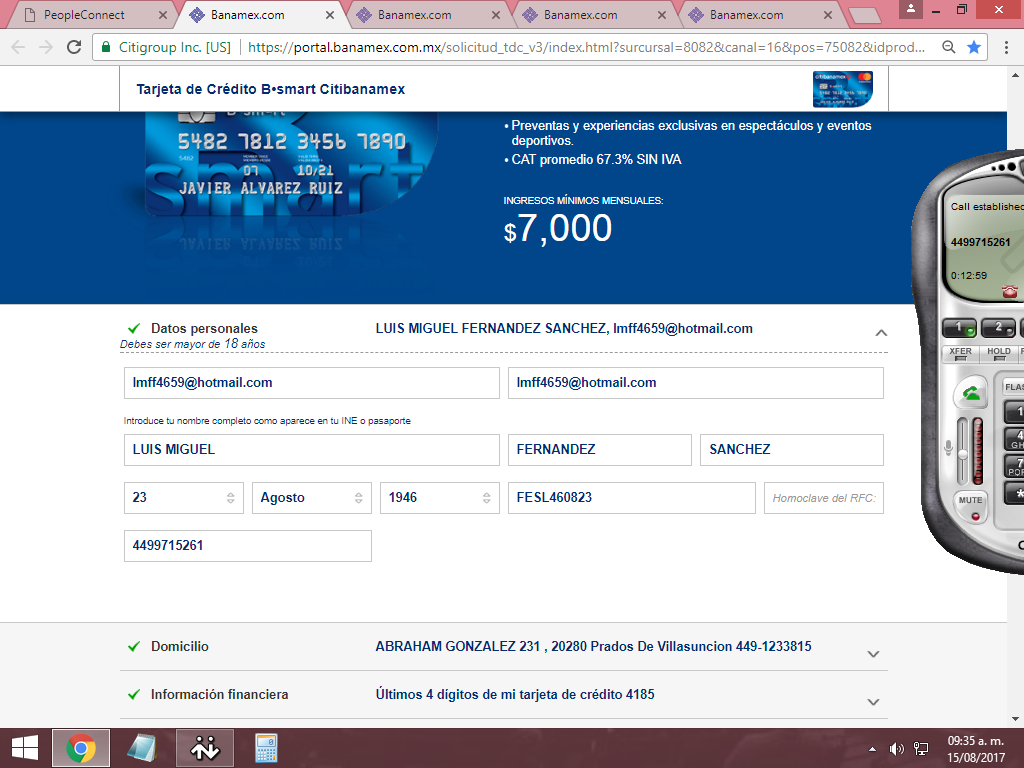 PeopleConnect
Banamex.com
Banamex.com
Banamex.com
Banamex.com
Citigroup Inc. [US]
https://portal.banamex.com.mx/solicitud_tdc_v3/index.html?surcursal=8082&canal=16&pos=75082&idprod...
Tarjeta de Crédito B•smart Citibanamex
citibanamex
5482 7812 3456 7890
5482
07 10/21
JAVIER ALVAREZ RUIZ
smart
• Preventas y experiencias exclusivas en espectáculos y eventos
deportivos.
• CAT promedio 67.3% SIN IVA
INGRESOS MÍNIMOS MENSUALES:
$7,000
Call established
4499715261
0:12:59
1 2
XFER HOLD
FLAS
1
4
GH
7
*
MUTE
Datos personales
LUIS MIGUEL FERNANDEZ SANCHEZ, lmff4659@hotmail.com
Debes ser mayor de 18 años
lmff4659@hotmail.com
lmff4659@hotmail.com
Introduce tu nombre completo como aparece en tu INE o pasaporte
LUIS MIGUEL
FERNANDEZ
SANCHEZ
23
Agosto
1946
FESL460823
Homoclave del RFC:
4499715261
Domicilio
ABRAHAM GONZALEZ 231 , 20280 Prados De Villasuncion 449-1233815
Información financiera
Últimos 4 dígitos de mi tarjeta de crédito 4185
09:35 a. m.
15/08/2017